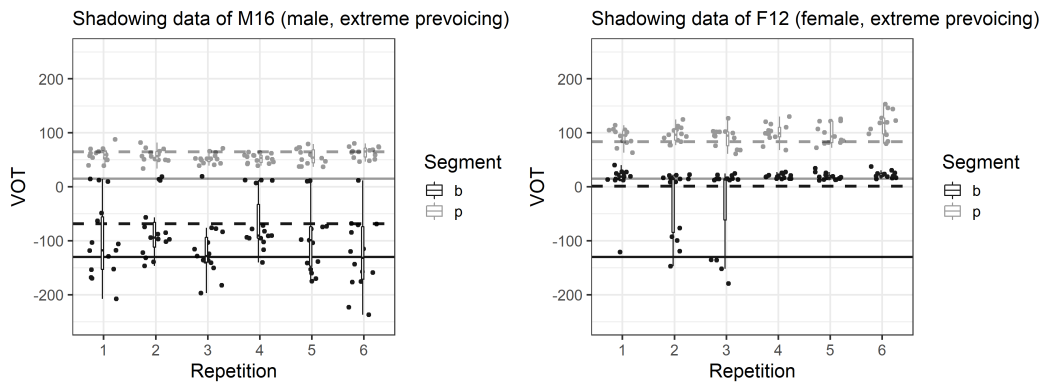 Shadowing data of M16 (male, extreme prevoicing)
200
100
0
-100
-200
VOT
1 2 3 4 5 6
Repetition
Segment
b
p
Shadowing data of F12 (female, extreme prevoicing)
200
100
0
-100
-200
VOT
1 2 3 4 5 6
Repetition
Segment
b
p